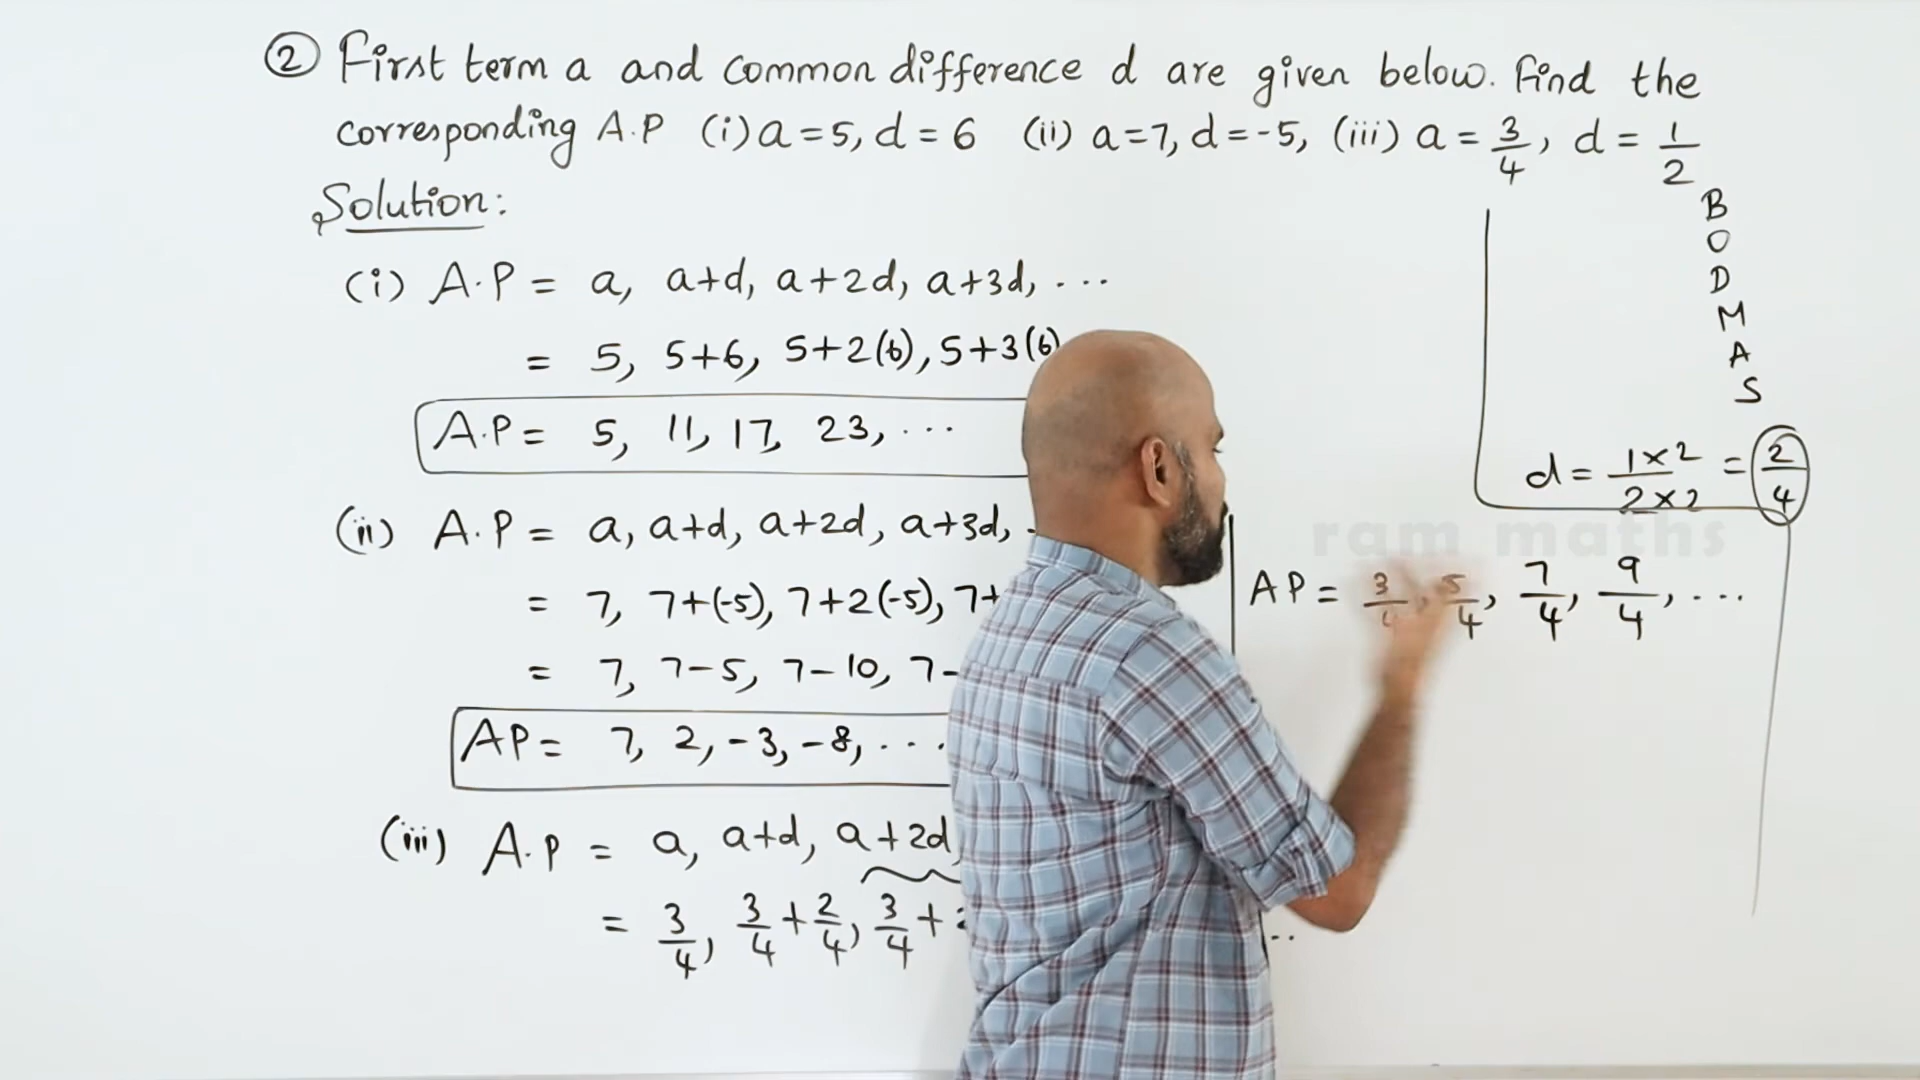 ② First term a and common difference d are given below. Find the
corresponding A.P (i) a = 5, d = 6 (ii) a = 7, d = -5, (iii) a = 3/4, d = 1/2
Solution:
(i) A.P = a, a+d, a+2d, a+3d, ...
= 5, 5+6, 5+2(6), 5+3(6)
A.P = 5, 11, 17, 23, ...
(ii) A.P = a, a+d, a+2d, a+3d,
= 7, 7+(-5), 7+2(-5), 7+
= 7, 7-5, 7-10, 7-
AP = 7, 2, -3, -8, ...
(iii) A.P = a, a+d, a+2d
= 3/4, 3/4 + 2/4, 3/4 +
..
B
O
D
M
A
S
d = 1×2/2×2 = 2/4
ram maths
AP = 3/4, 5/4, 7/4, 9/4, ...